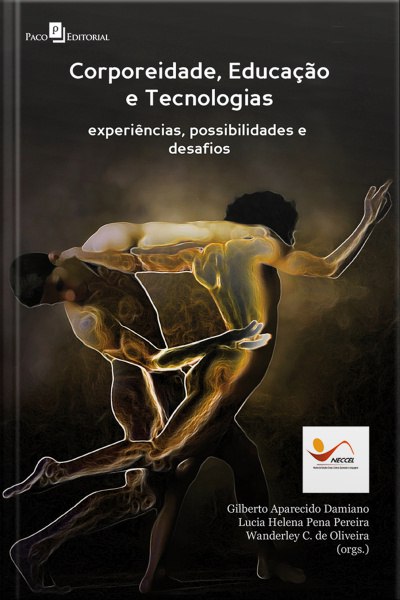 PACO EDITORIAL
Corporeidade, Educação
e Tecnologias
experiências, possibilidades e
desafios
NECCEL
Gilberto Aparecido Damiano
Lucia Helena Pena Pereira
Wanderley C. de Oliveira
(orgs.)